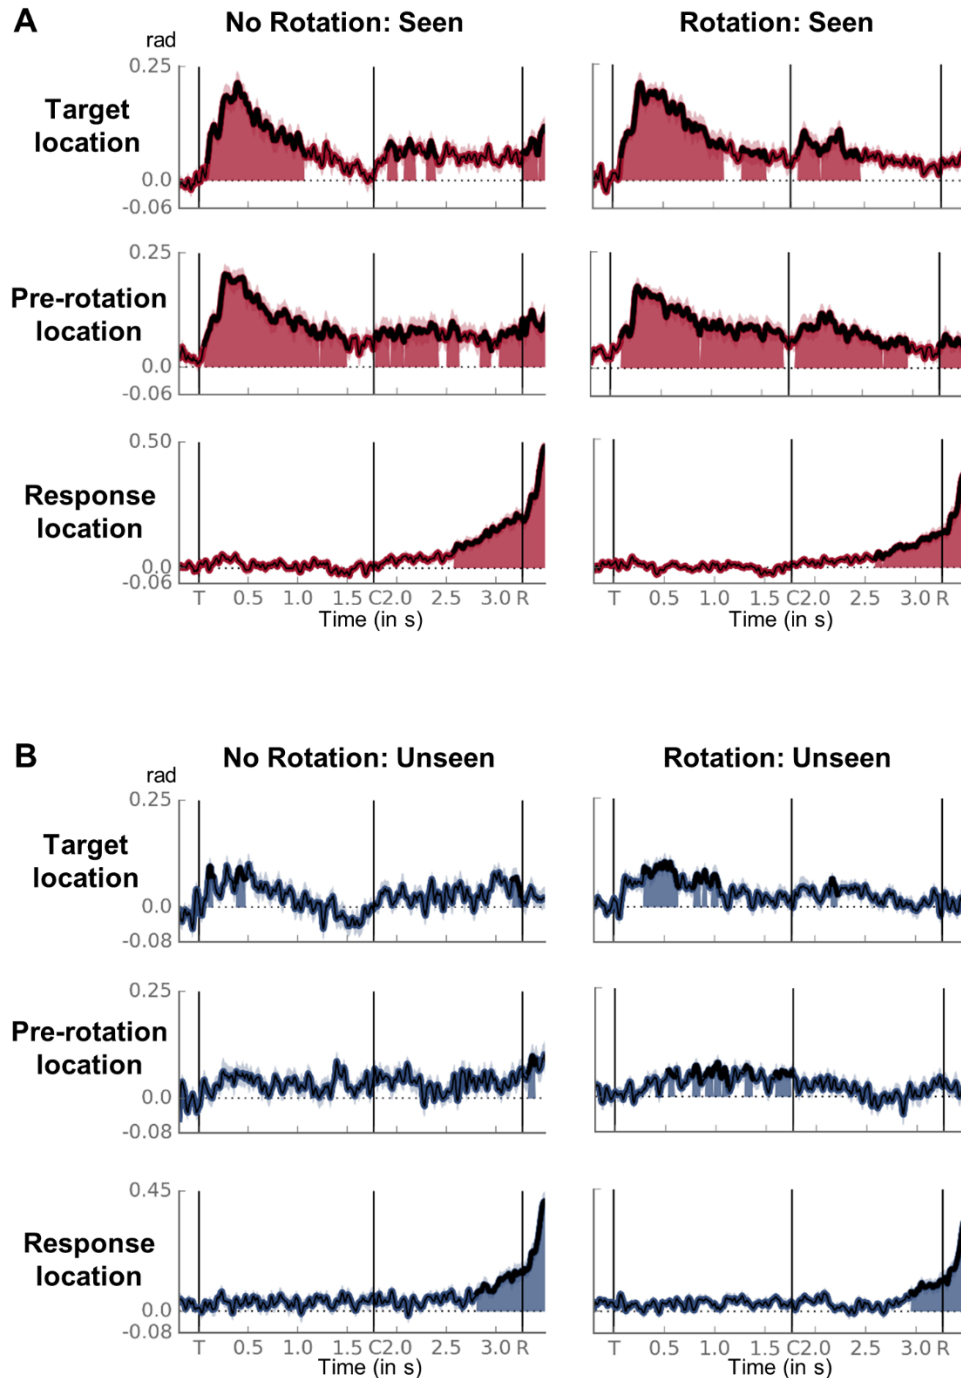 A
No Rotation: Seen
Rotation: Seen
rad
0.25
Target
location
0.0
-0.06
0.25
Pre-rotation
location
0.0
-0.06
0.50
Response
location
0.0
-0.06
T 0.5 1.0 1.5 C2.0 2.5 3.0 R
T 0.5 1.0 1.5 C 2.0 2.5 3.0 R
Time (in s)
Time (in s)
B
No Rotation: Unseen
Rotation: Unseen
rad
0.25
Target
location
0.0
-0.08
0.25
Pre-rotation
location
0.0
-0.08
0.45
Response
location
0.0
-0.08
T 0.5 1.0 1.5 C2.0 2.5 3.0 R
T 0.5 1.0 1.5 C2.0 2.5 3.0 R
Time (in s)
Time (in s)